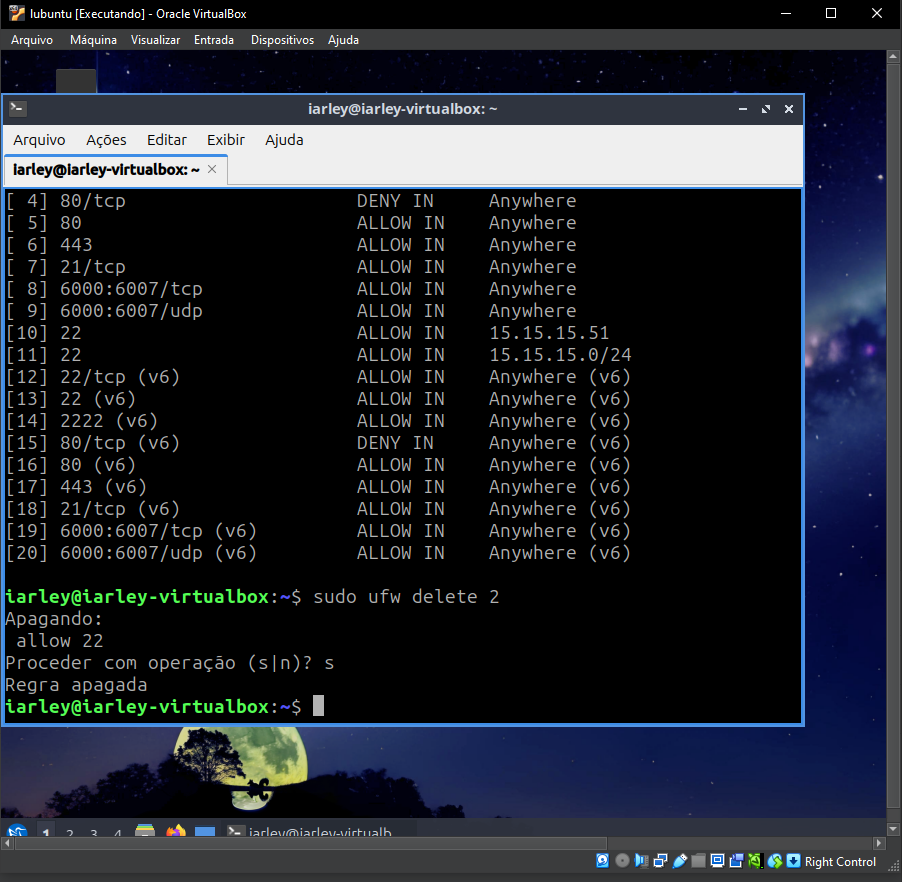 lubuntu [Executando] - Oracle VirtualBox
Arquivo Máquina Visualizar Entrada Dispositivos Ajuda
iarley@iarley-virtualbox: ~
Arquivo Ações Editar Exibir Ajuda
iarley@iarley-virtualbox: ~
[ 4] 80/tcp DENY IN Anywhere
[ 5] 80 ALLOW IN Anywhere
[ 6] 443 ALLOW IN Anywhere
[ 7] 21/tcp ALLOW IN Anywhere
[ 8] 6000:6007/tcp ALLOW IN Anywhere
[ 9] 6000:6007/udp ALLOW IN Anywhere
[10] 22 ALLOW IN 15.15.15.51
[11] 22 ALLOW IN 15.15.15.0/24
[12] 22/tcp (v6) ALLOW IN Anywhere (v6)
[13] 22 (v6) ALLOW IN Anywhere (v6)
[14] 2222 (v6) ALLOW IN Anywhere (v6)
[15] 80/tcp (v6) DENY IN Anywhere (v6)
[16] 80 (v6) ALLOW IN Anywhere (v6)
[17] 443 (v6) ALLOW IN Anywhere (v6)
[18] 21/tcp (v6) ALLOW IN Anywhere (v6)
[19] 6000:6007/tcp (v6) ALLOW IN Anywhere (v6)
[20] 6000:6007/udp (v6) ALLOW IN Anywhere (v6)
iarley@iarley-virtualbox:~$ sudo ufw delete 2
Apagando:
allow 22
Proceder com operação (s|n)? s
Regra apagada
iarley@iarley-virtualbox:~$
1 2 3 4 iarley@iarley-virtualb
Right Control